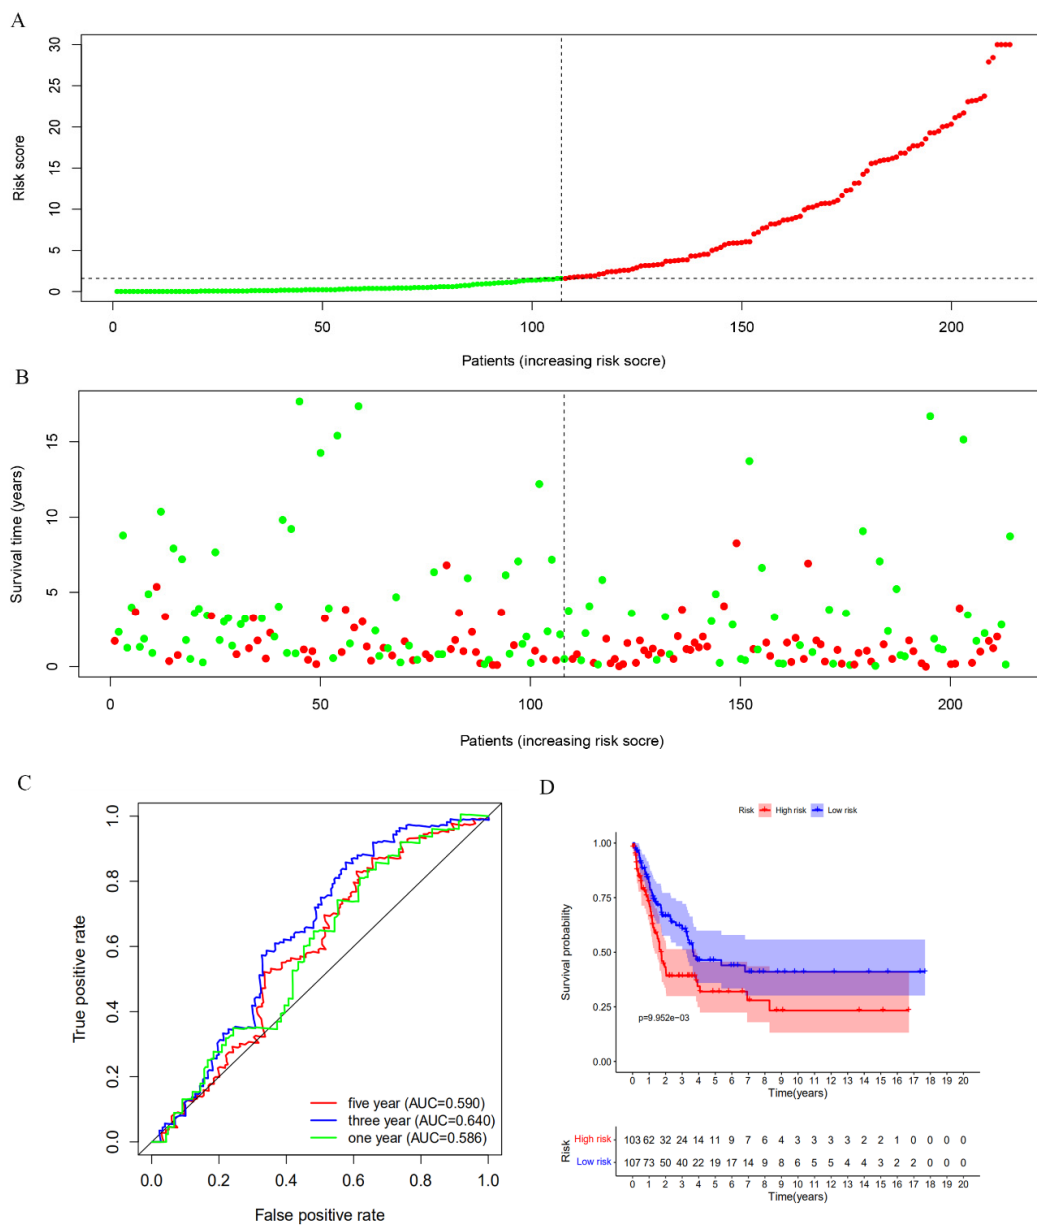 A
Risk score
30
25
20
15
10
5
0
0 50 100 150 200
Patients (increasing risk socre)
B
Survival time (years)
15
10
5
0
0 50 100 150 200
Patients (increasing risk socre)
C
True positive rate
1.0
0.8
0.6
0.4
0.2
0.0
five year (AUC=0.590)
three year (AUC=0.640)
one year (AUC=0.586)
0.0 0.2 0.4 0.6 0.8 1.0
False positive rate
D
Risk High risk Low risk
Survival probability
1.00
0.75
0.50
0.25
0.00
p=9.952e−03
0 1 2 3 4 5 6 7 8 9 10 11 12 13 14 15 16 17 18 19 20
Time(years)
Risk
High risk 103 62 32 24 14 11 9 7 6 4 3 3 3 3 2 2 1 0 0 0 0
Low risk 107 73 50 40 22 19 17 14 9 8 6 5 5 4 4 3 2 2 0 0 0
0 1 2 3 4 5 6 7 8 9 10 11 12 13 14 15 16 17 18 19 20
Time(years)